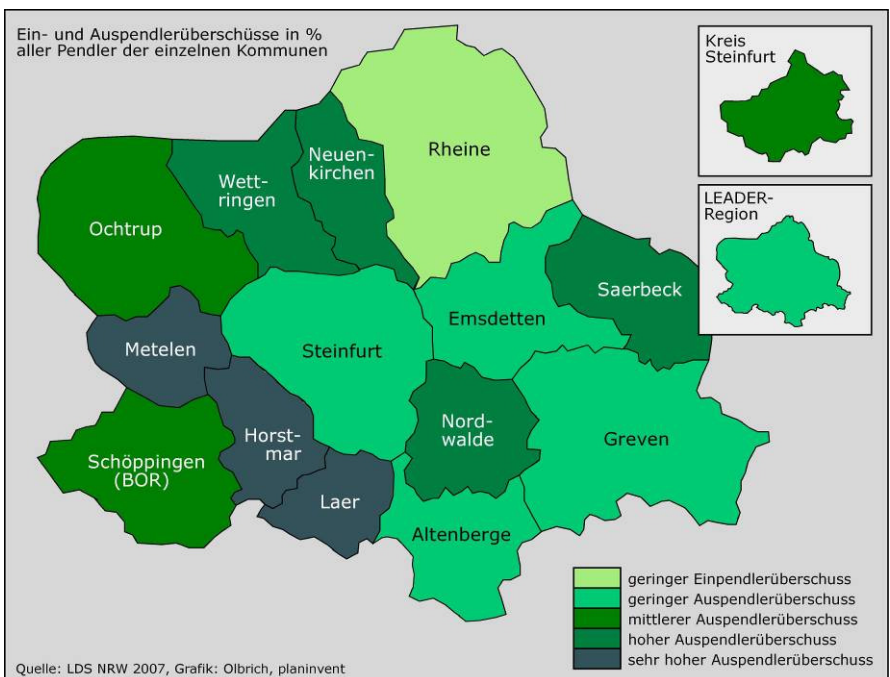 Ein- und Auspendlerüberschüsse in %
aller Pendler der einzelnen Kommunen
Kreis
Steinfurt
Rheine
Neuen-
kirchen
Wett-
ringen
LEADER-
Region
Ochtrup
Saerbeck
Emsdetten
Metelen
Steinfurt
Nord-
walde
Greven
Horst-
mar
Schöppingen
(BOR)
Laer
Altenberge
geringer Einpendlerüberschuss
geringer Auspendlerüberschuss
mittlerer Auspendlerüberschuss
hoher Auspendlerüberschuss
sehr hoher Auspendlerüberschuss
Quelle: LDS NRW 2007, Grafik: Olbrich, planinvent